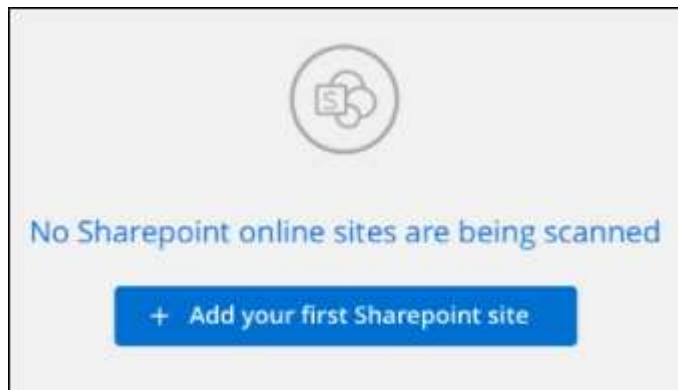 S
No Sharepoint online sites are being scanned
+ Add your first Sharepoint site